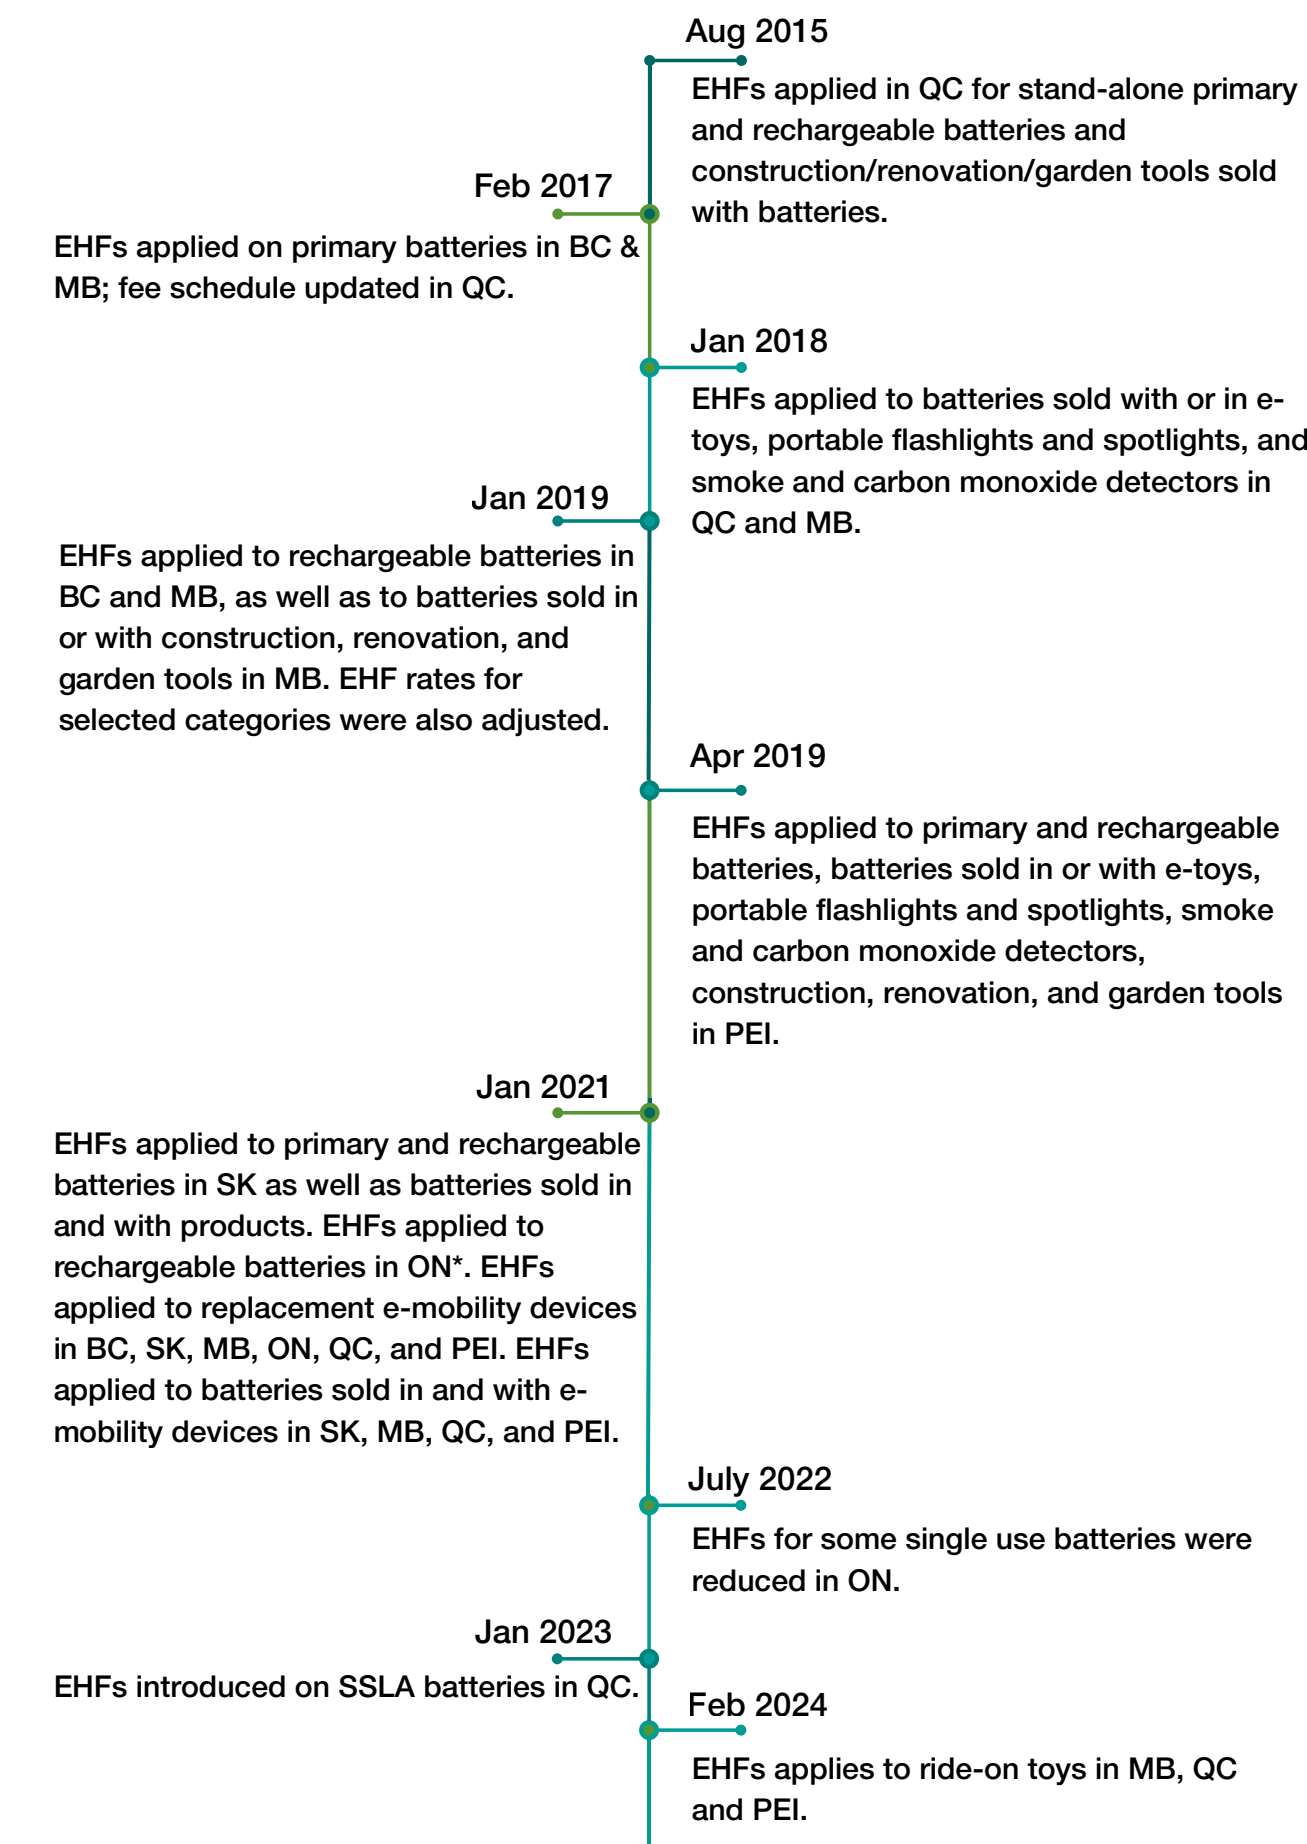 Aug 2015
EHFs applied in QC for stand-alone primary
and rechargeable batteries and
construction/renovation/garden tools sold
with batteries.
Feb 2017
EHFs applied on primary batteries in BC &
MB; fee schedule updated in QC.
Jan 2018
EHFs applied to batteries sold with or in e-
toys, portable flashlights and spotlights, and
smoke and carbon monoxide detectors in
QC and MB.
Jan 2019
EHFs applied to rechargeable batteries in
BC and MB, as well as to batteries sold in
or with construction, renovation, and
garden tools in MB. EHF rates for
selected categories were also adjusted.
Apr 2019
EHFs applied to primary and rechargeable
batteries, batteries sold in or with e-toys,
portable flashlights and spotlights, smoke
and carbon monoxide detectors,
construction, renovation, and garden tools
in PEI.
Jan 2021
EHFs applied to primary and rechargeable
batteries in SK as well as batteries sold in
and with products. EHFs applied to
rechargeable batteries in ON*. EHFs
applied to replacement e-mobility devices
in BC, SK, MB, ON, QC, and PEI. EHFs
applied to batteries sold in and with e-
mobility devices in SK, MB, QC, and PEI.
July 2022
EHFs for some single use batteries were
reduced in ON.
Jan 2023
EHFs introduced on SSLA batteries in QC.
Feb 2024
EHFs applies to ride-on toys in MB, QC
and PEI.